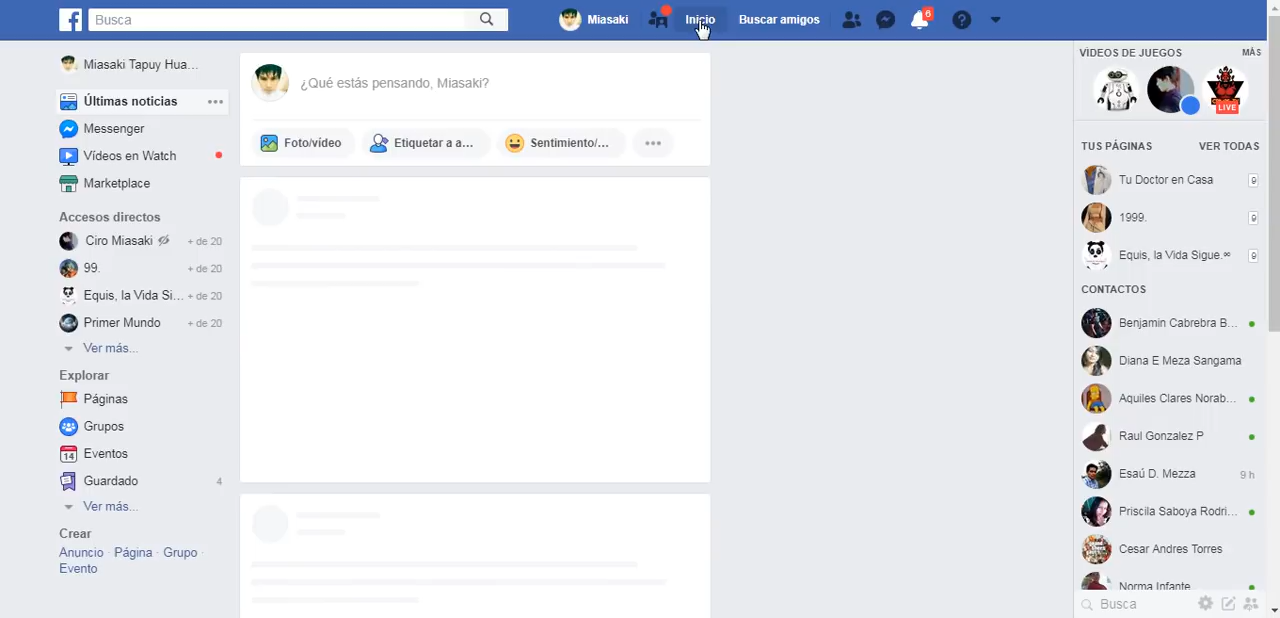 Busca
Miasaki
Inicio
Buscar amigos
6
Miasaki Tapuy Hua...
Últimas noticias
Messenger
Vídeos en Watch
Marketplace
Accesos directos
Ciro Miasaki + de 20
99. + de 20
Equis, la Vida Si... + de 20
Primer Mundo + de 20
Ver más...
Explorar
Páginas
Grupos
14 Eventos
Guardado 4
Ver más...
Crear
Anuncio · Página · Grupo ·
Evento
¿Qué estás pensando, Miasaki?
Foto/vídeo
Etiquetar a a...
Sentimiento/...
VÍDEOS DE JUEGOS MÁS
LIVE
TUS PÁGINAS VER TODAS
Tu Doctor en Casa 9
1999. 9
Equis, la Vida Sigue.∞ 9
CONTACTOS
Benjamin Cabrebra B...
Diana E Meza Sangama
Aquiles Clares Norab...
Raul Gonzalez P
Esaú D. Mezza 9 h
Priscila Saboya Rodri...
Cesar Andres Torres
Norma Infante
Busca